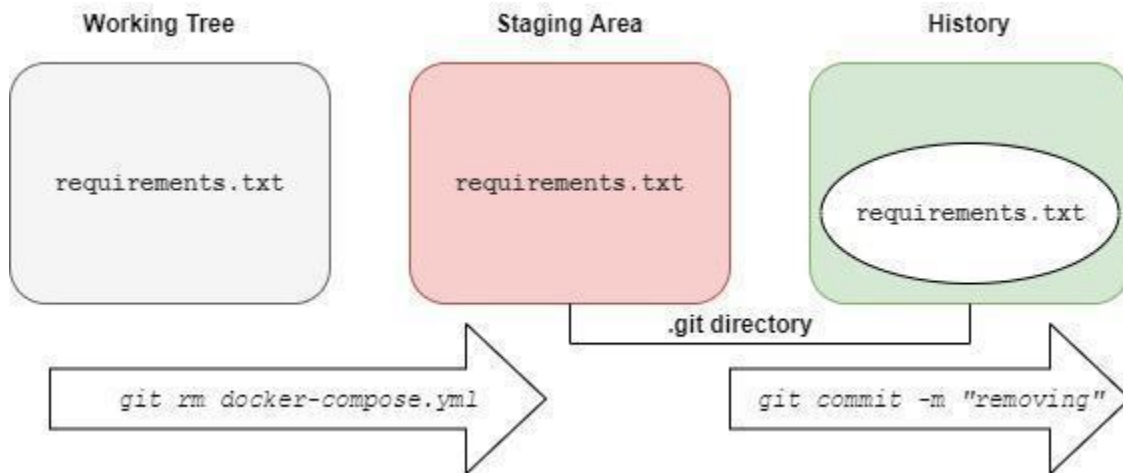 Working Tree
Staging Area
History
requirements.txt
requirements.txt
requirements.txt
.git directory
git rm docker-compose.yml
git commit -m "removing"